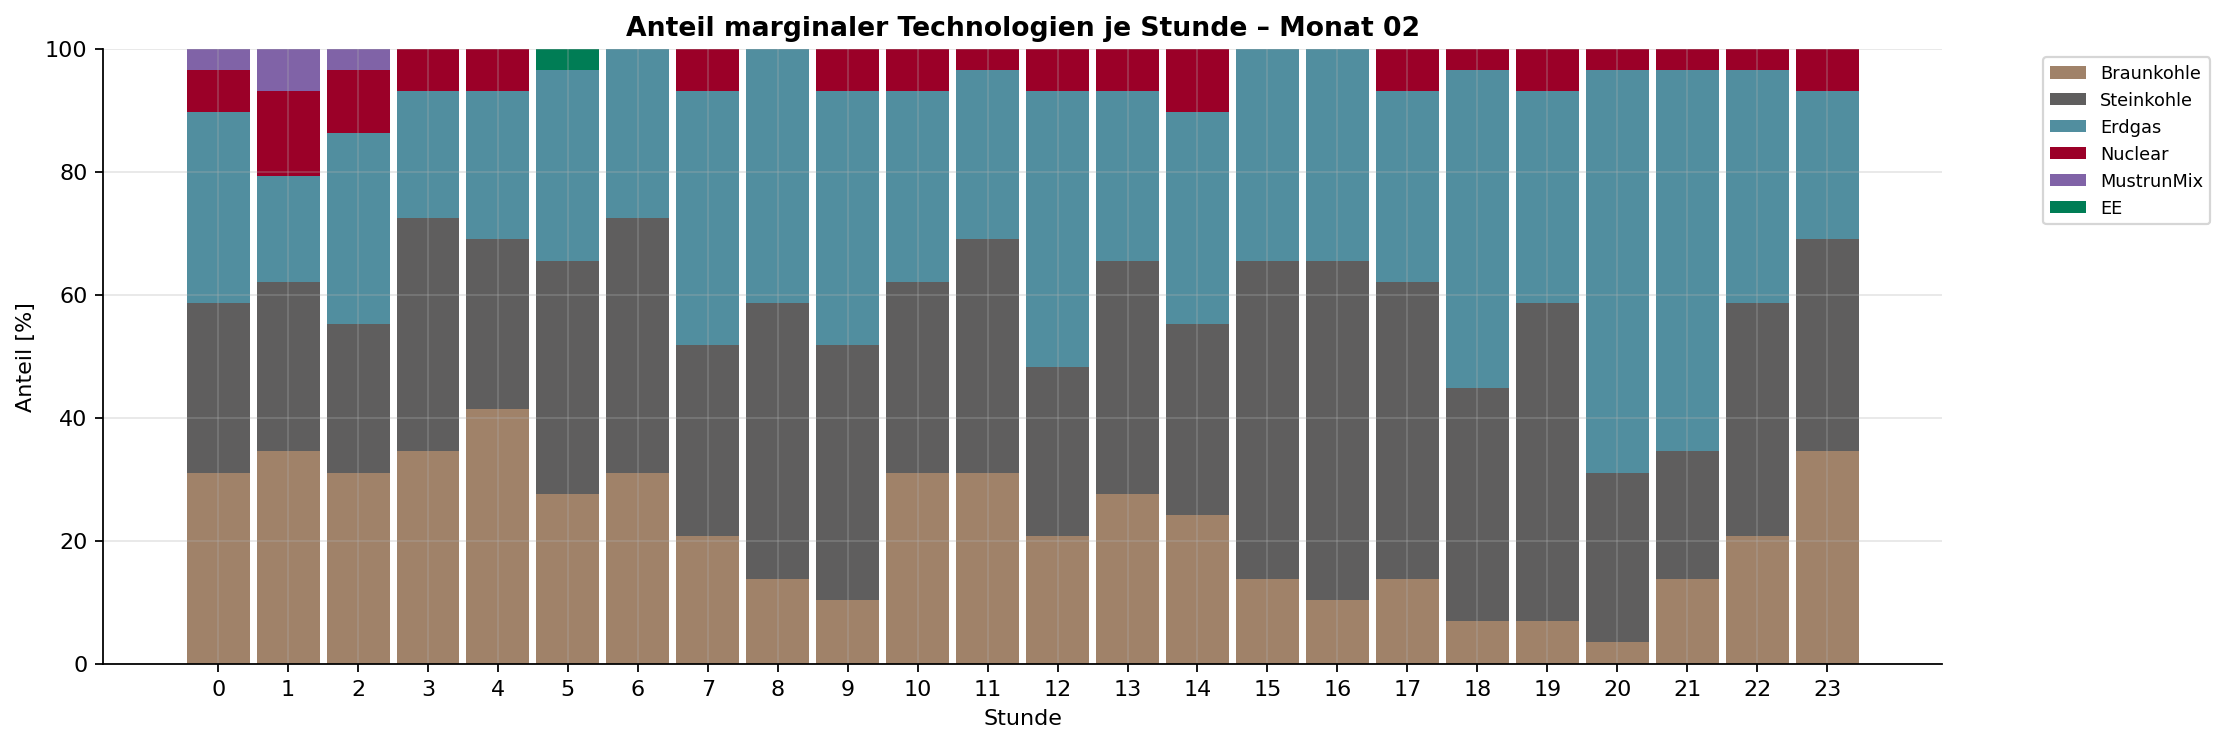 Anteil marginaler Technologien je Stunde – Monat 02
Anteil [%]
100
80
60
40
20
0
0 1 2 3 4 5 6 7 8 9 10 11 12 13 14 15 16 17 18 19 20 21 22 23
Stunde
Braunkohle
Steinkohle
Erdgas
Nuclear
MustrunMix
EE